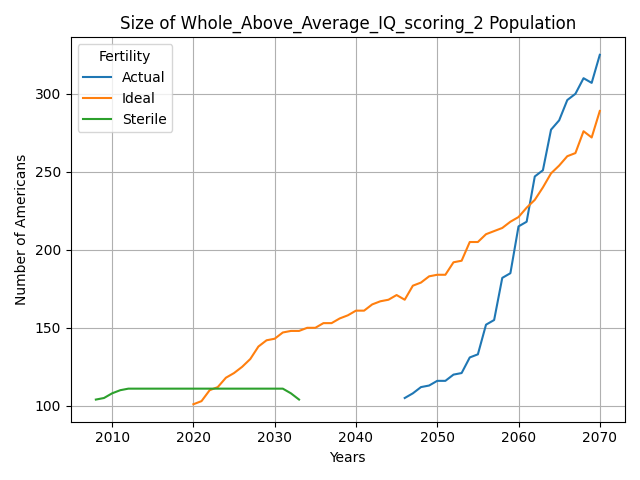 Size of Whole_Above_Average_IQ_scoring_2 Population
Fertility
Actual
Ideal
Sterile
Number of Americans
300
250
200
150
100
2010 2020 2030 2040 2050 2060 2070
Years